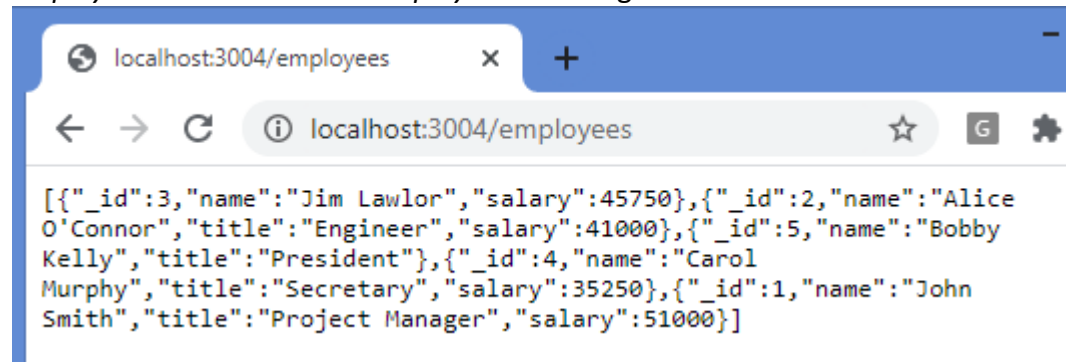 localhost:3004/employees
localhost:3004/employees
G
[{"_id":3,"name":"Jim Lawlor","salary":45750},{"_id":2,"name":"Alice
O'Connor","title":"Engineer","salary":41000},{"_id":5,"name":"Bobby
Kelly","title":"President"},{"_id":4,"name":"Carol
Murphy","title":"Secretary","salary":35250},{"_id":1,"name":"John
Smith","title":"Project Manager","salary":51000}]